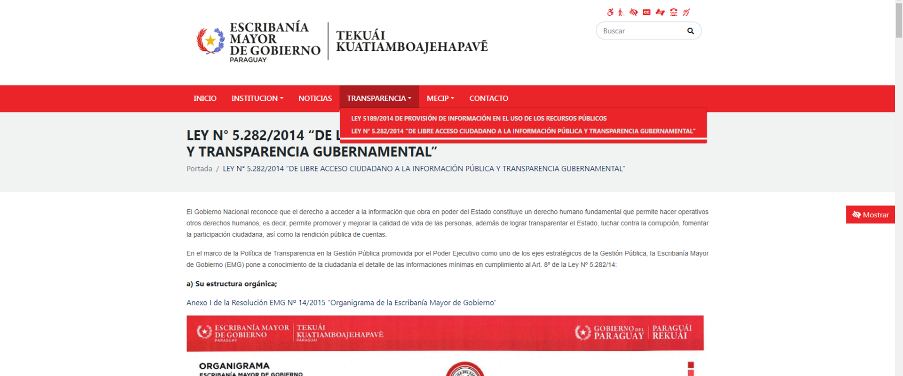 ESCRIBANÍA
MAYOR
DE GOBIERNO
PARAGUAY
TEKUÁI
KUATIAMBOAJEHAPAVẼ
Buscar
INICIO
INSTITUCION
NOTICIAS
TRANSPARENCIA
MECIP
CONTACTO
LEY 5189/2014 DE PROVISIÓN DE INFORMACIÓN EN EL USO DE LOS RECURSOS PÚBLICOS
LEY N° 5.282/2014 “DE LIBRE ACCESO CIUDADANO A LA INFORMACIÓN PÚBLICA Y TRANSPARENCIA GUBERNAMENTAL”
LEY N° 5.282/2014 “DE L
Y TRANSPARENCIA GUBERNAMENTAL”
Portada / LEY N° 5.282/2014 “DE LIBRE ACCESO CIUDADANO A LA INFORMACIÓN PÚBLICA Y TRANSPARENCIA GUBERNAMENTAL”
Mostrar
El Gobierno Nacional reconoce que el derecho a acceder a la información que obra en poder del Estado constituye un derecho humano fundamental que permite hacer operativos
otros derechos humanos, es decir, permite promover y mejorar la calidad de vida de las personas, además de lograr transparentar el Estado, luchar contra la corrupción, fomentar
la participación ciudadana, así como la rendición pública de cuentas.
En el marco de la Política de Transparencia en la Gestión Pública promovida por el Poder Ejecutivo como uno de los ejes estratégicos de la Gestión Pública, la Escribanía Mayor
de Gobierno (EMG) pone a conocimiento de la ciudadanía el detalle de las informaciones mínimas en cumplimiento al Art. 8º de la Ley Nº 5.282/14:
a) Su estructura orgánica;
Anexo I de la Resolución EMG Nº 14/2015 “Organigrama de la Escribanía Mayor de Gobierno”
ESCRIBANÍA MAYOR
DE GOBIERNO
PARAGUAY
TEKUÁI
KUATIAMBOAJEHAPAVẼ
PARAGUAI
GOBIERNO DEL
PARAGUAY
PARAGUÁI
REKUÁI
ORGANIGRAMA
ESCRIBANÍA MAYOR DE GOBIERNO